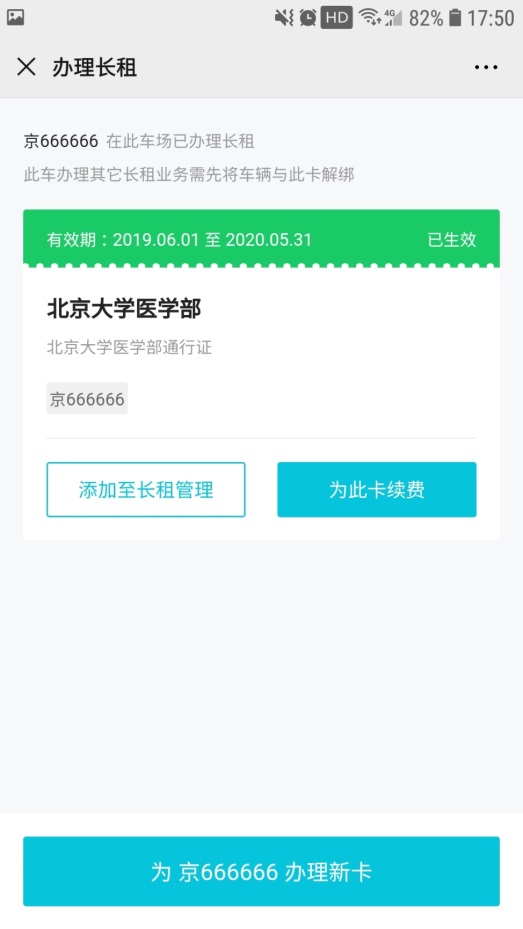 HD 4G 82% 17:50
办理长租
京666666 在此车场已办理长租
此车办理其它长租业务需先将车辆与此卡解绑
有效期：2019.06.01 至 2020.05.31 已生效
北京大学医学部
北京大学医学部通行证
京666666
添加至长租管理 为此卡续费
为 京666666 办理新卡